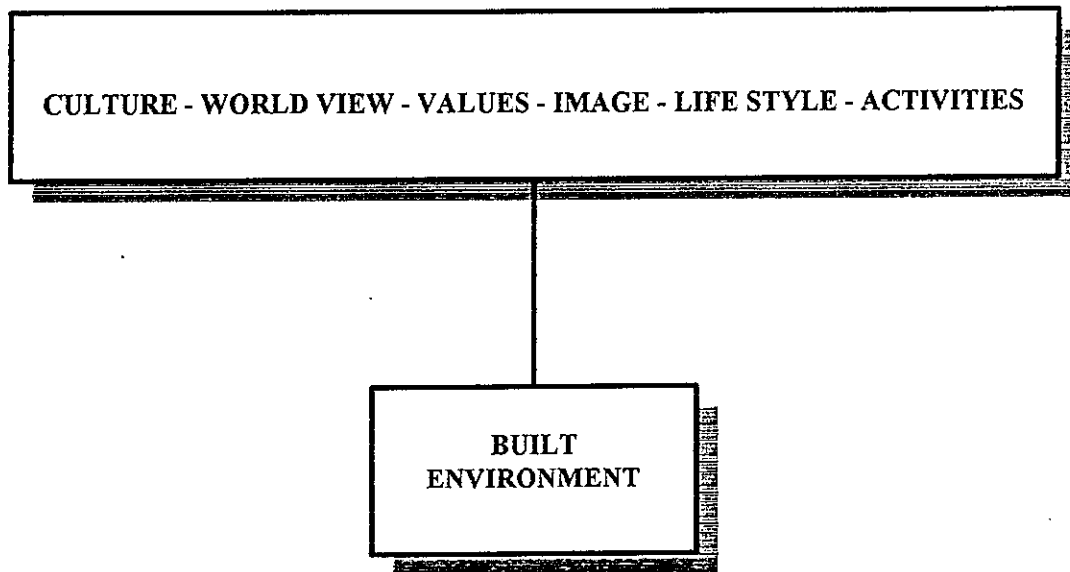 CULTURE - WORLD VIEW - VALUES - IMAGE - LIFE STYLE - ACTIVITIES
BUILT
ENVIRONMENT